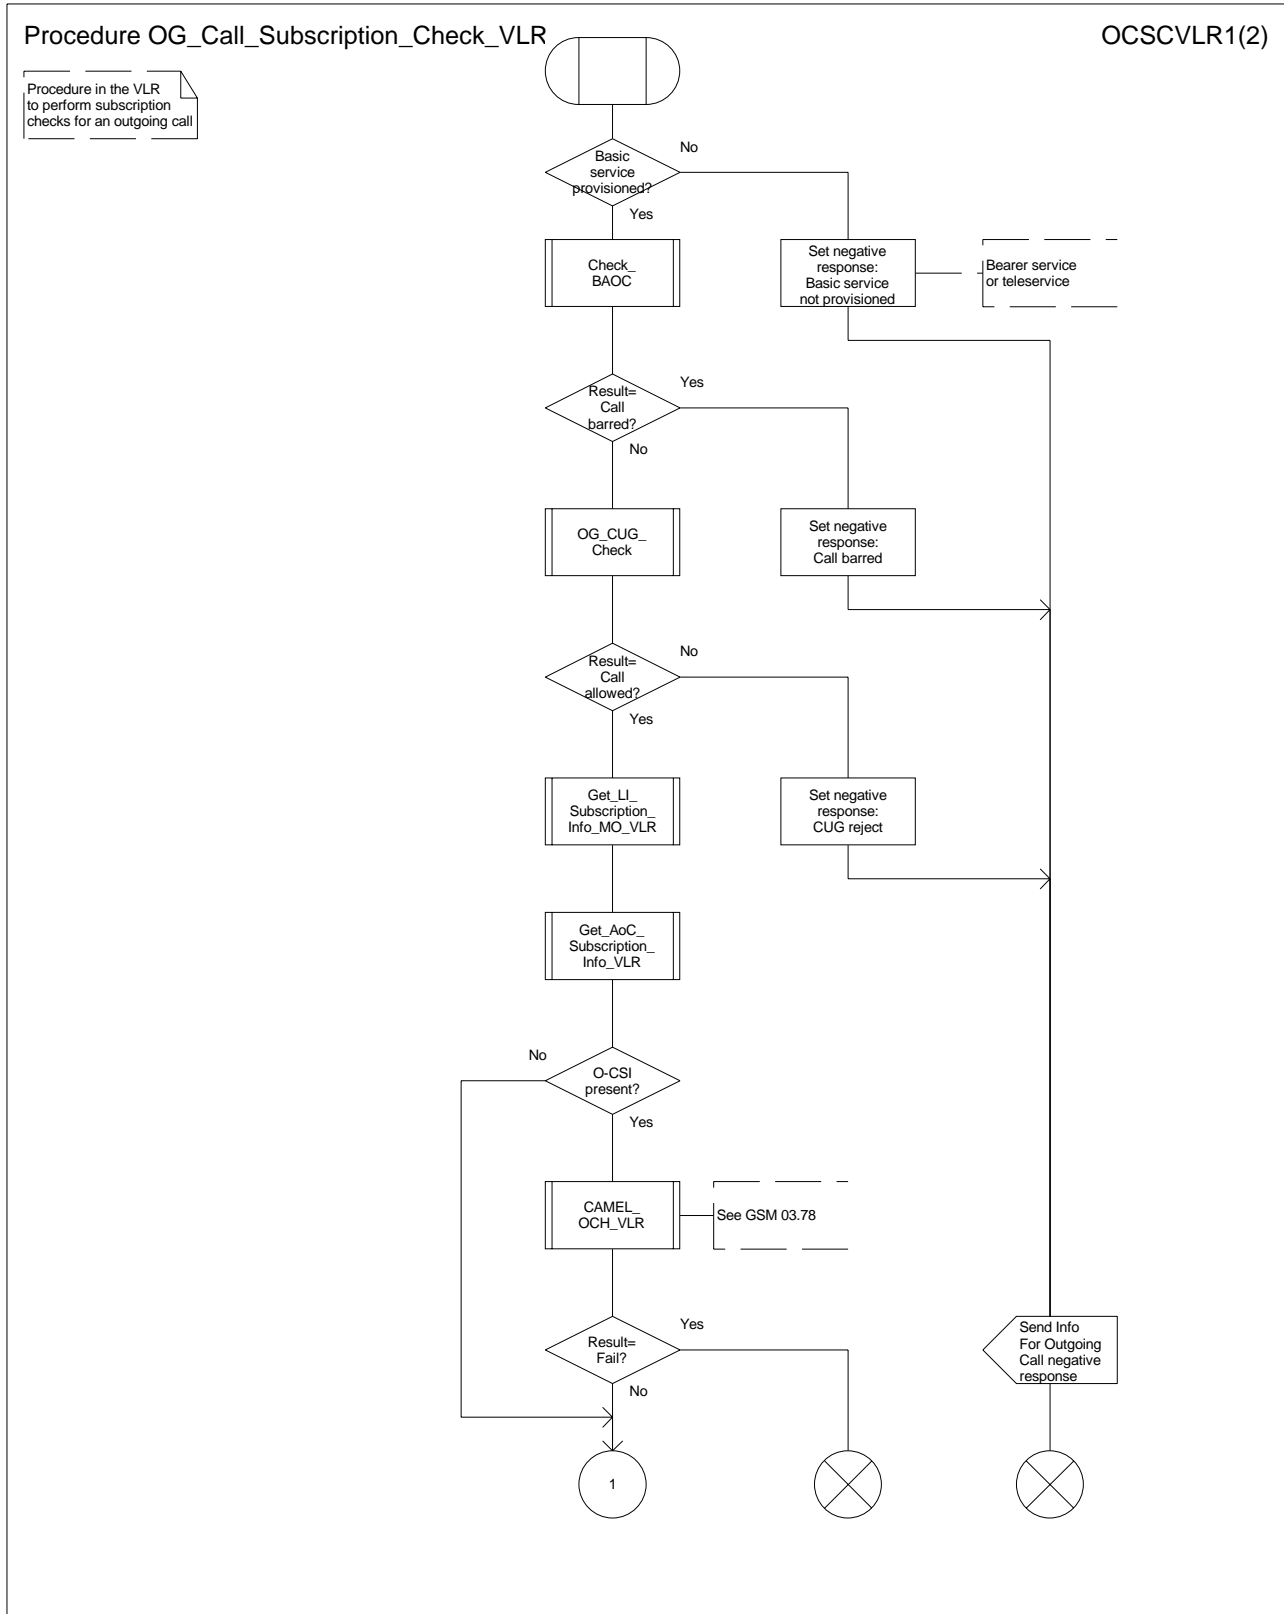 Procedure OG_Call_Subscription_Check_VLR
OCSCVLR1(2)
Procedure in the VLR
to perform subscription
checks for an outgoing call
Basic
service
provisioned?
No
Yes
Check_
BAOC
Set negative
response:
Basic service
not provisioned
Bearer service
or teleservice
Result=
Call
barred?
Yes
No
OG_CUG_
Check
Set negative
response:
Call barred
Result=
Call
allowed?
No
Yes
Get_LI_
Subscription_
Info_MO_VLR
Set negative
response:
CUG reject
Get_AoC_
Subscription_
Info_VLR
No
O-CSI
present?
Yes
CAMEL_
OCH_VLR
See GSM 03.78
Result=
Fail?
Yes
No
Send Info
For Outgoing
Call negative
response
1